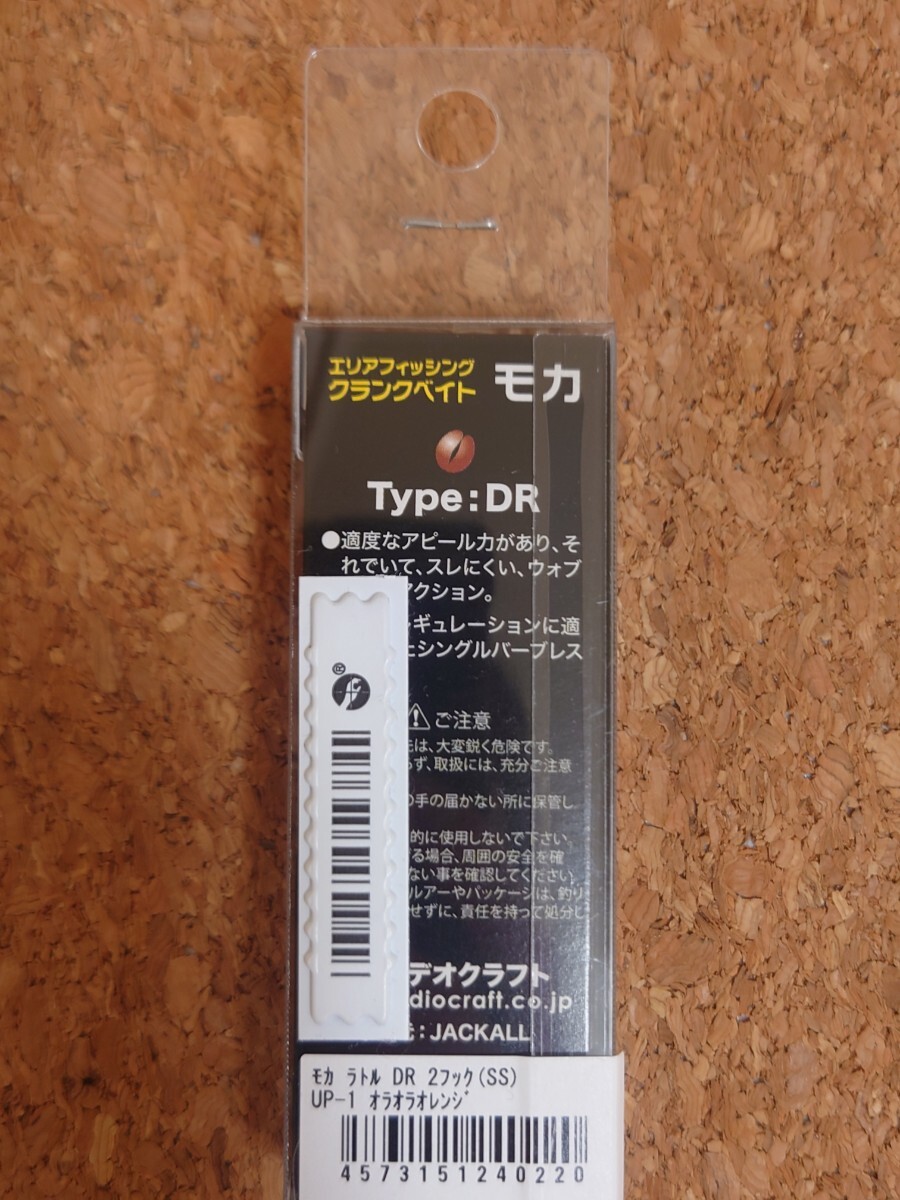 エリアフィッシング
クランクベイト モカ
Type:DR
●適度なアピール力があり、そ
れでいて、スレにくい、ウォブ
アクション。
ギュレーションに適
シングルバーブレス
ご注意
は、大変鋭く危険です。
ず、取扱には、充分ご注意
の手の届かない所に保管し
的に使用しないで下さい。
る場合、周囲の安全を確
ない事を確認してください
ルアーやパッケージは、釣り
せずに、責任を持って処分し
デオクラフト
diocraft.co.jp
:JACKALL
ﾓｶ ﾗﾄﾙ DR 2ﾌｯｸ(SS)
UP-1 ｵﾗｵﾗｵﾚﾝｼﾞ
4573151240220